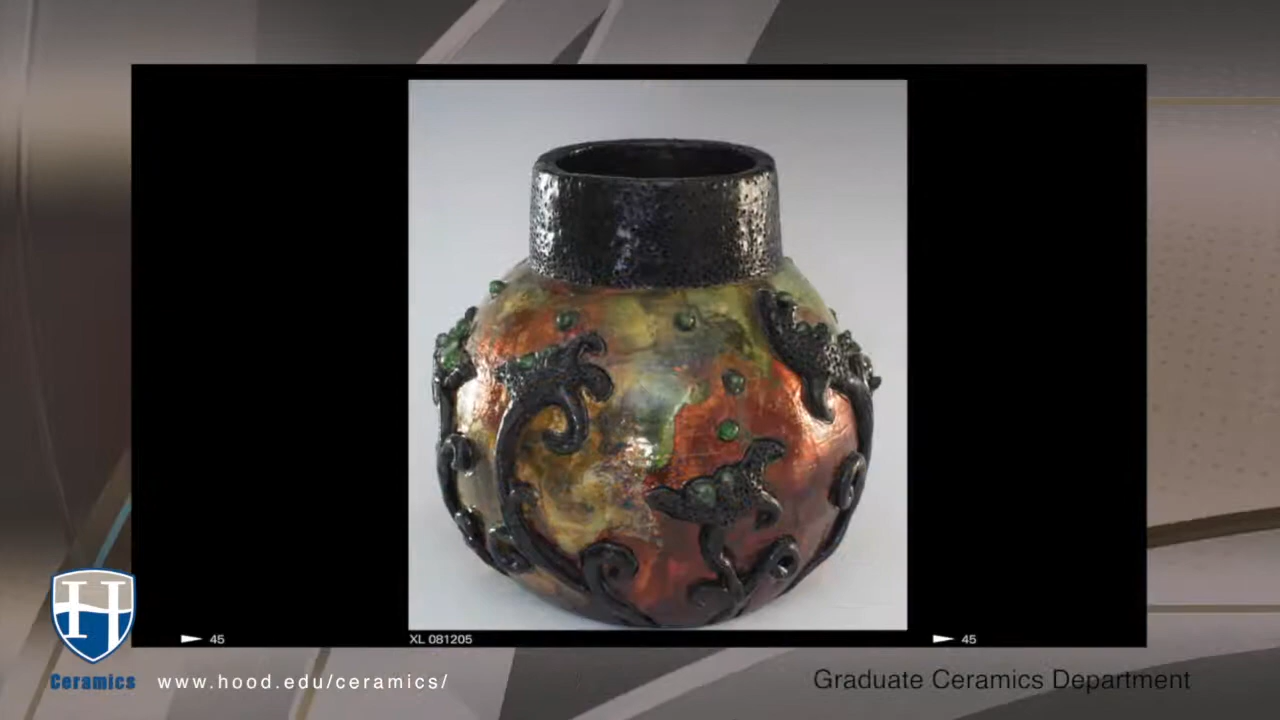 45
XL 081205
45
H
Ceramics
www.hood.edu/ceramics/
Graduate Ceramics Department